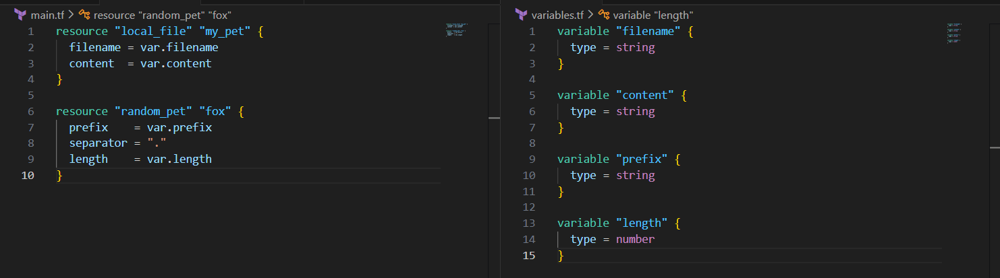 main.tf > resource "random_pet" "fox"
1 resource "local_file" "my_pet" {
2   filename = var.filename
3   content  = var.content
4 }
5
6 resource "random_pet" "fox" {
7   prefix    = var.prefix
8   separator = "."
9   length    = var.length
10 }
variables.tf > variable "length"
1 variable "filename" {
2   type = string
3 }
4
5 variable "content" {
6   type = string
7 }
8
9 variable "prefix" {
10   type = string
11 }
12
13 variable "length" {
14   type = number
15 }